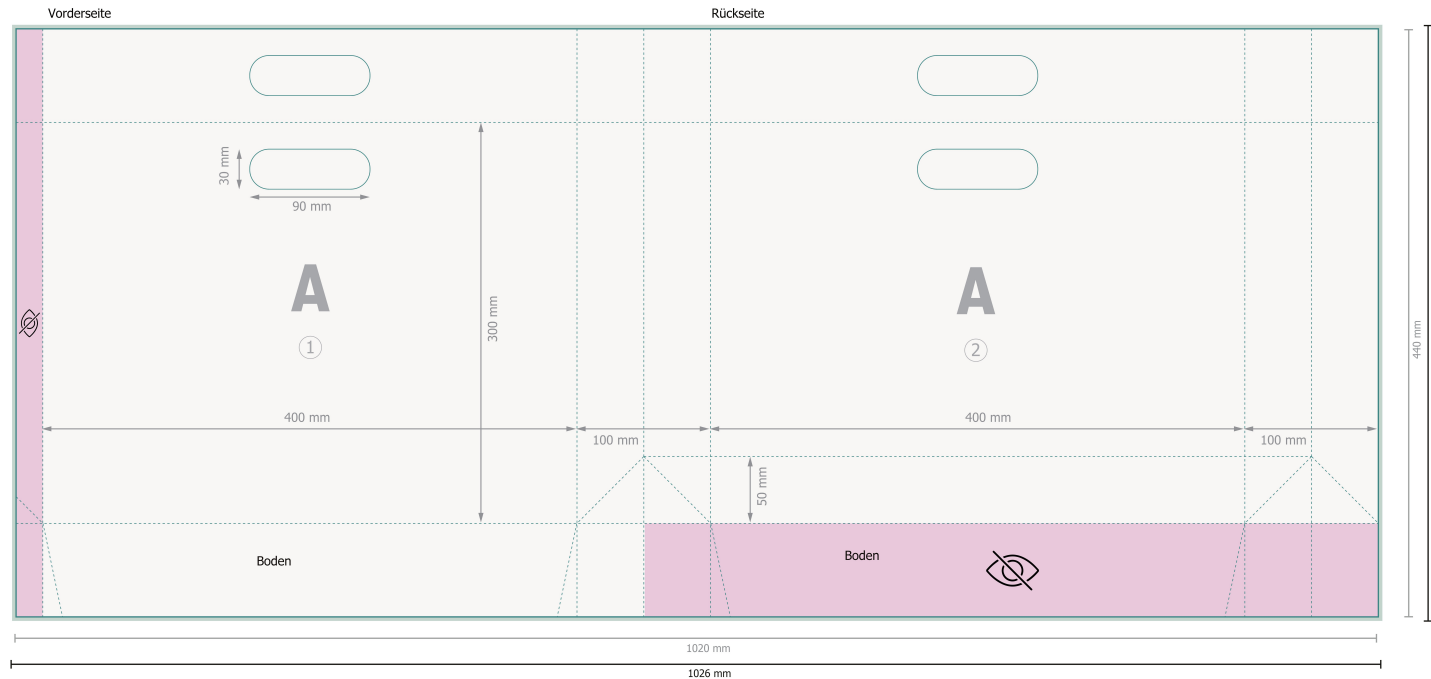 Vorderseite
Rückseite
30 mm
90 mm
A
A
300 mm
1
2
440 mm
400 mm
100 mm
400 mm
100 mm
50 mm
Boden
Boden
1020 mm
1026 mm